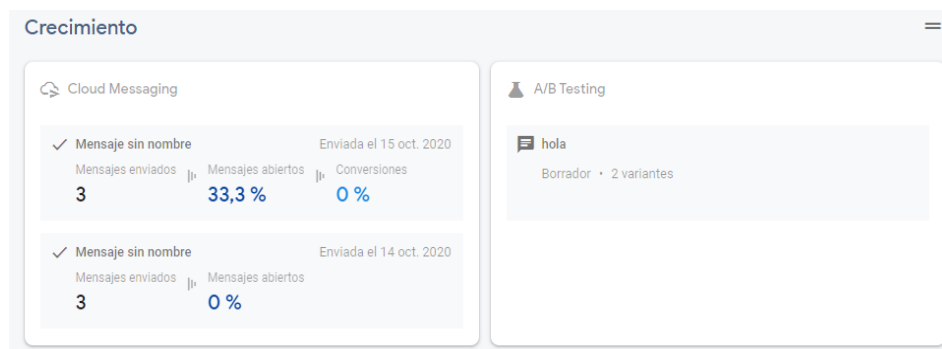 Crecimiento
Cloud Messaging
Mensaje sin nombre Enviada el 15 oct. 2020
Mensajes enviados Mensajes abiertos Conversiones
3 33,3 % 0 %
Mensaje sin nombre Enviada el 14 oct. 2020
Mensajes enviados Mensajes abiertos
3 0 %
A/B Testing
hola
Borrador • 2 variantes